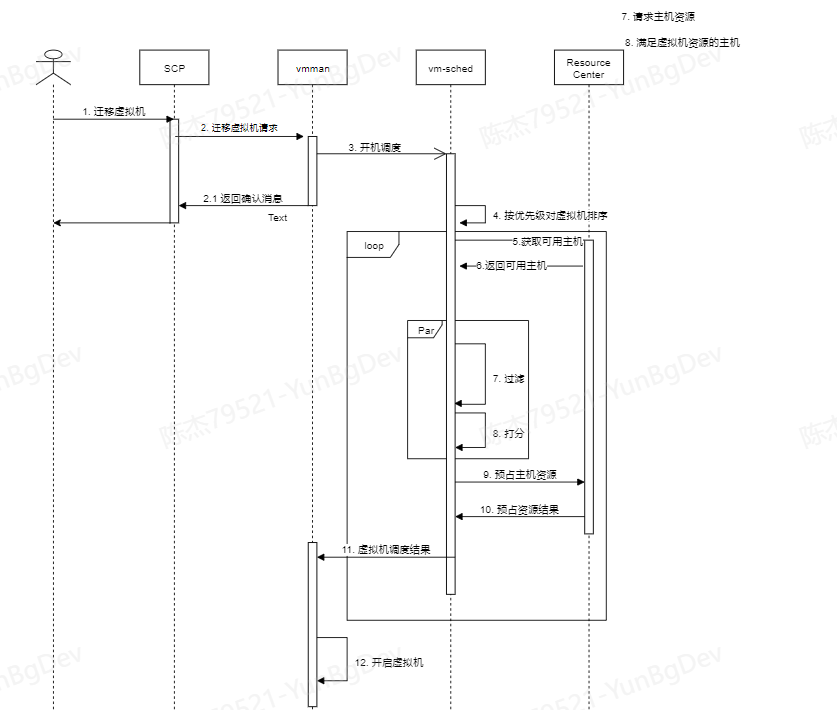 7. 请求主机资源
8. 满足虚拟机资源的主机
SCP
vmman
vm-sched
Resource
Center
1. 迁移虚拟机
2. 迁移虚拟机请求
3. 开机调度
2.1 返回确认消息
Text
4. 按优先级对虚拟机排序
loop
5.获取可用主机
6.返回可用主机
Par
7. 过滤
8. 打分
9. 预占主机资源
10. 预占资源结果
11. 虚拟机调度结果
12. 开启虚拟机
陈杰79521-YunBgDev